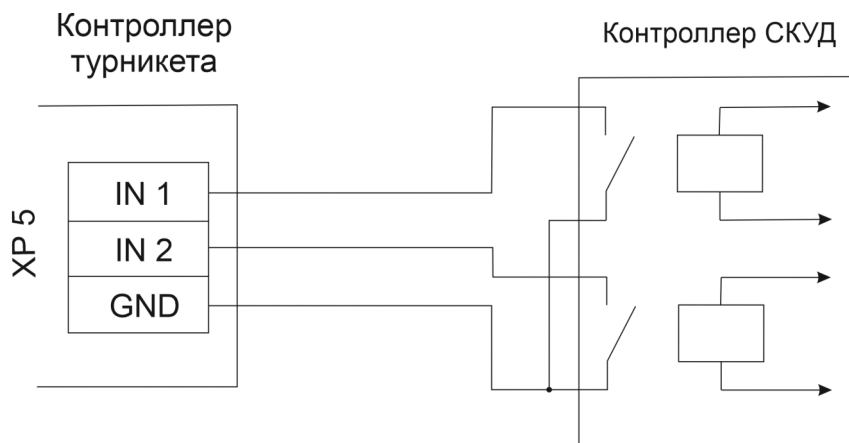 Контроллер
турникета
Контроллер СКУД
XP 5
IN 1
IN 2
GND